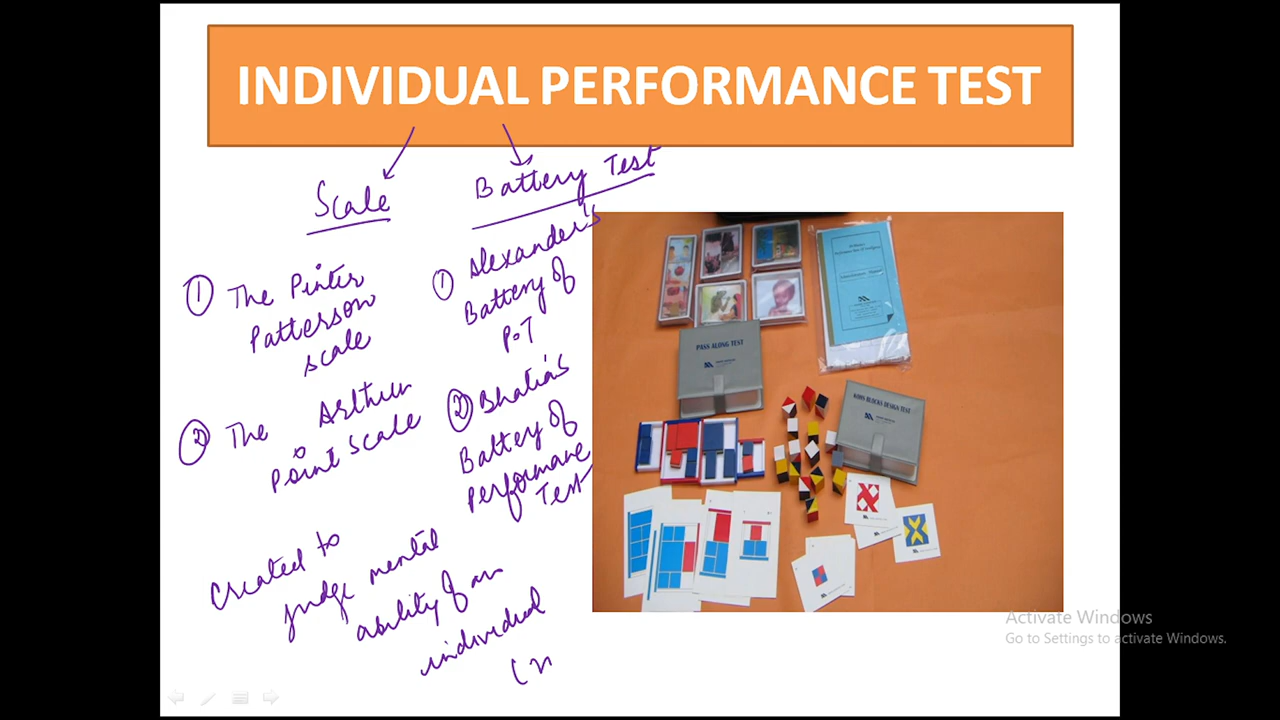 INDIVIDUAL PERFORMANCE TEST
Scale
① The Pinter
Patterson
scale
② The Arthur
Point Scale
Battery Test
① Alexander's
Battery of
P.T
② Bhatia's
Battery of
Performance
Test
Created to
judge mental
ability of an
individual
PASS ALONG TEST
KOHS BLOCKS DESIGN TEST
Activate Windows
Go to Settings to activate Windows.